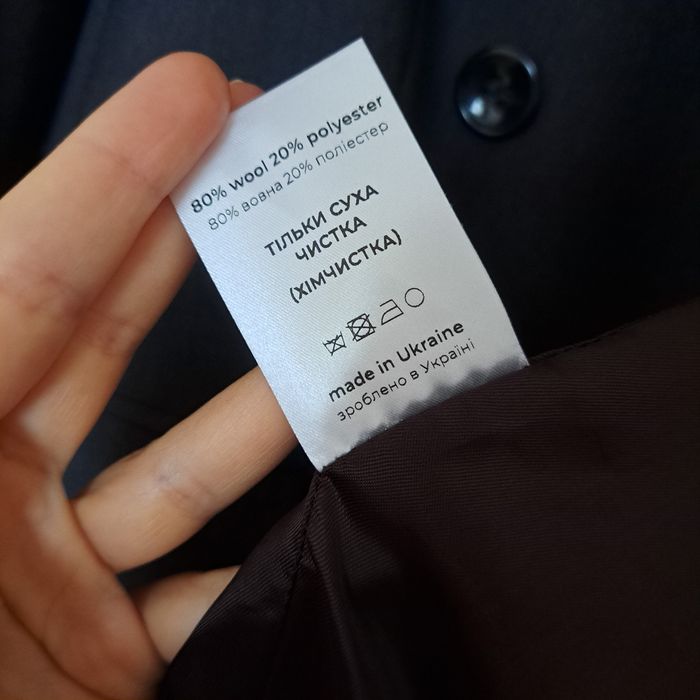 80% wool 20% polyester
80% вовна 20% поліестер
ТІЛЬКИ СУХА
ЧИСТКА
(ХІМЧИСТКА)
made in Ukraine
зроблено в Україні